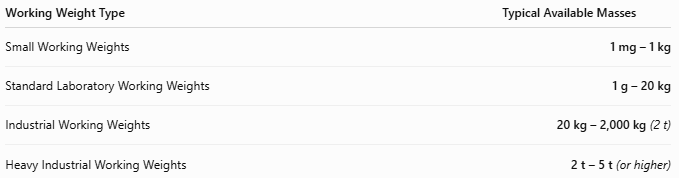 Working Weight Type Typical Available Masses
Small Working Weights 1 mg – 1 kg
Standard Laboratory Working Weights 1 g – 20 kg
Industrial Working Weights 20 kg – 2,000 kg (2 t)
Heavy Industrial Working Weights 2 t – 5 t (or higher)